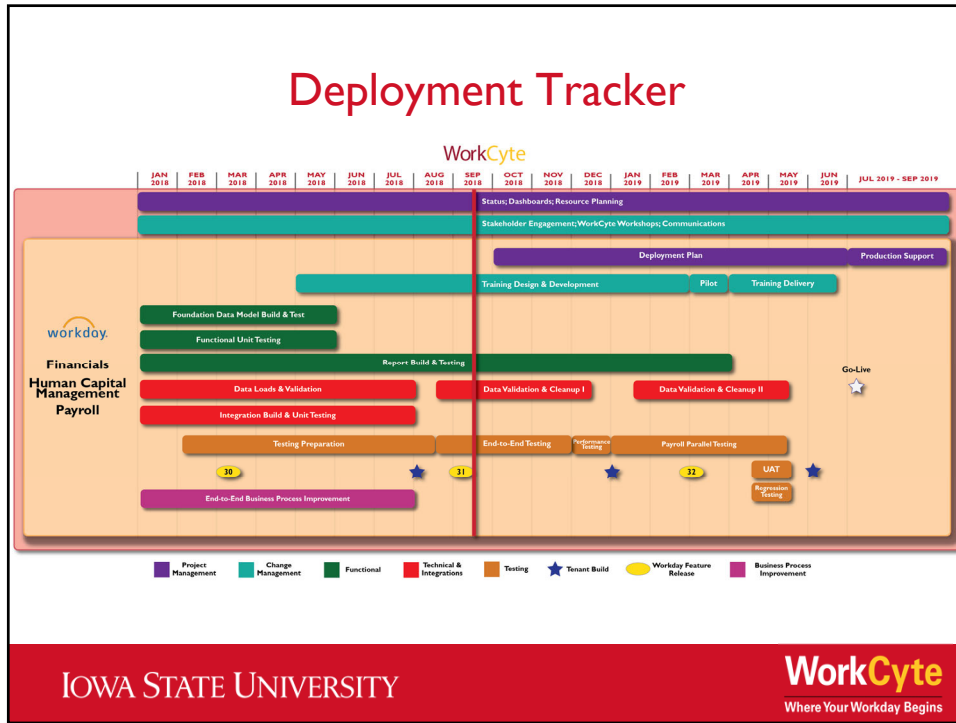 Deployment Tracker
WorkCyte
JAN 2018
FEB 2018
MAR 2018
APR 2018
MAY 2018
JUN 2018
JUL 2018
AUG 2018
SEP 2018
OCT 2018
NOV 2018
DEC 2018
JAN 2019
FEB 2019
MAR 2019
APR 2019
MAY 2019
JUN 2019
JUL 2019 - SEP 2019
Status; Dashboards; Resource Planning
Stakeholder Engagement; WorkCyte Workshops; Communications
Deployment Plan
Production Support
Training Design & Development
Pilot
Training Delivery
workday.
Financials
Human Capital
Management
Payroll
Foundation Data Model Build & Test
Functional Unit Testing
Report Build & Testing
Go-Live
Data Loads & Validation
Data Validation & Cleanup I
Data Validation & Cleanup II
Integration Build & Unit Testing
Testing Preparation
End-to-End Testing
Performance
Testing
Payroll Parallel Testing
30
31
32
UAT
Regression
Testing
End-to-End Business Process Improvement
Project
Management
Change
Management
Functional
Technical &
Integrations
Testing
Tenant Build
Workday Feature
Release
Business Process
Improvement
IOWA STATE UNIVERSITY
WorkCyte
Where Your Workday Begins